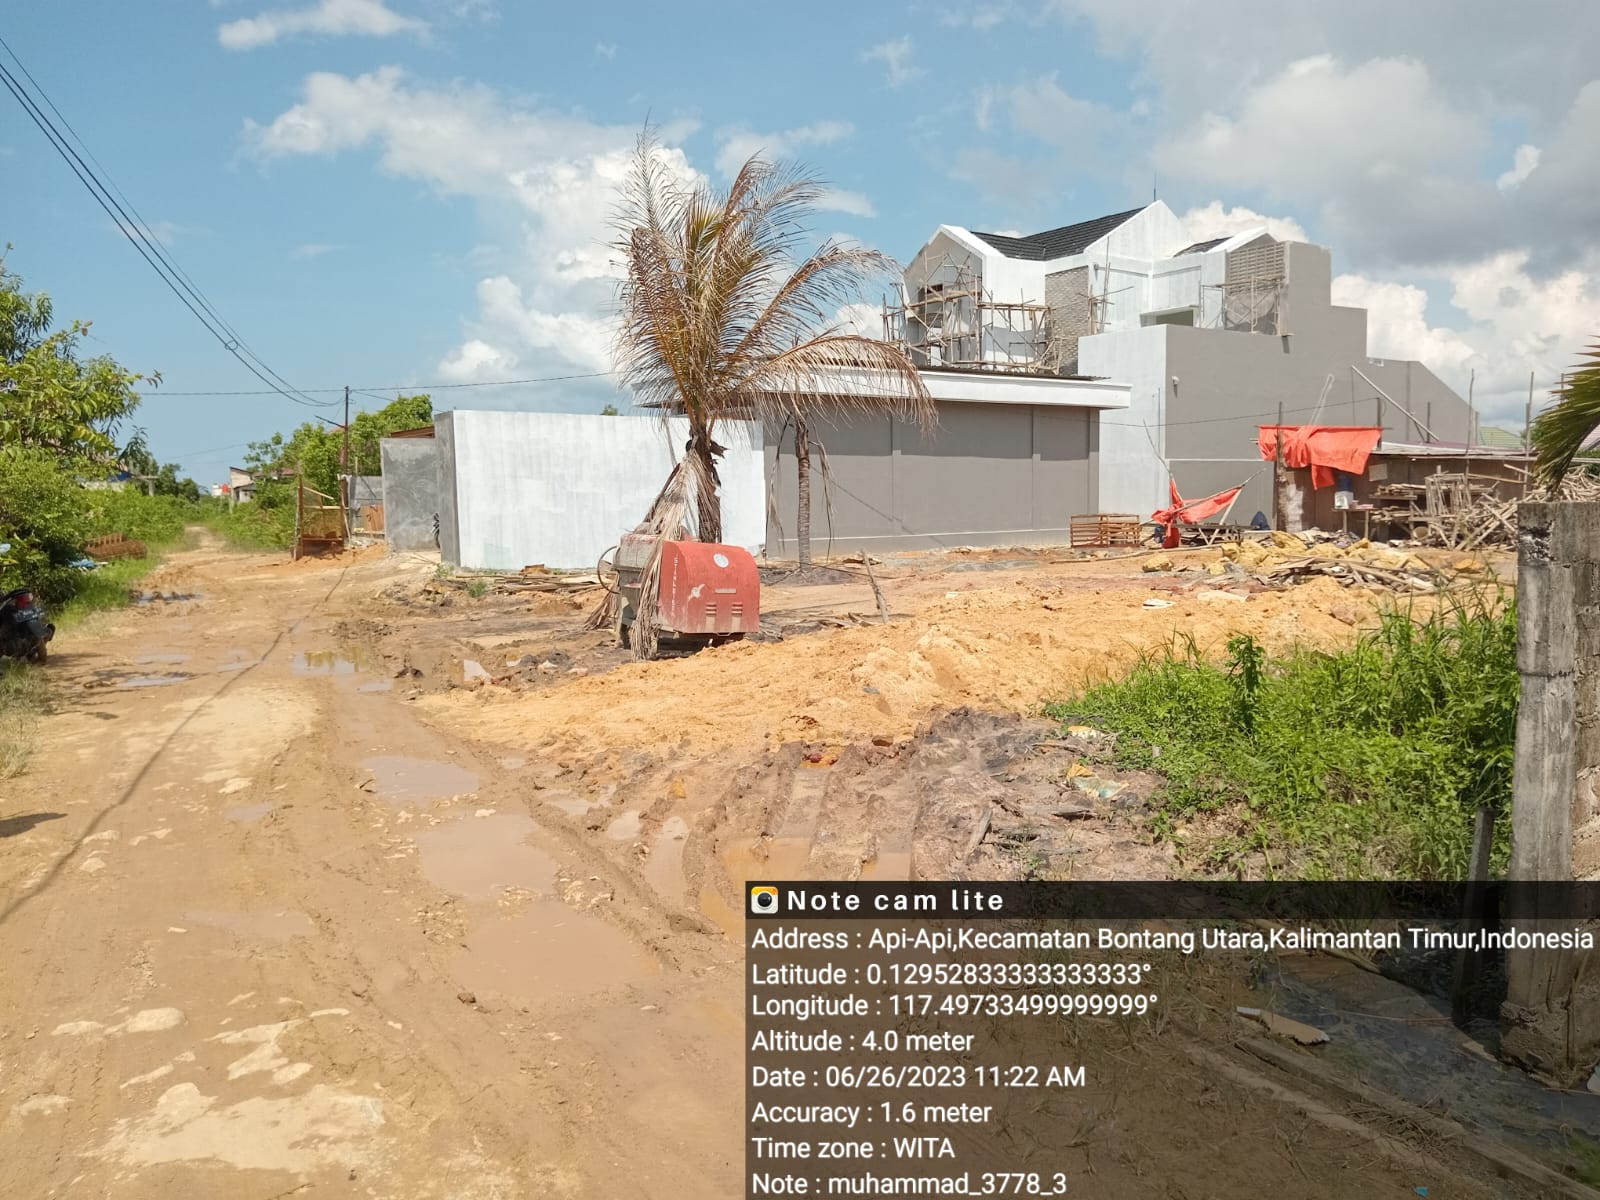 Note cam lite
Address : Api-Api,Kecamatan Bontang Utara,Kalimantan Timur,Indonesia
Latitude : 0.12952833333333333°
Longitude : 117.49733499999999°
Altitude : 4.0 meter
Date : 06/26/2023 11:22 AM
Accuracy : 1.6 meter
Time zone : WITA
Note : muhammad_3778_3